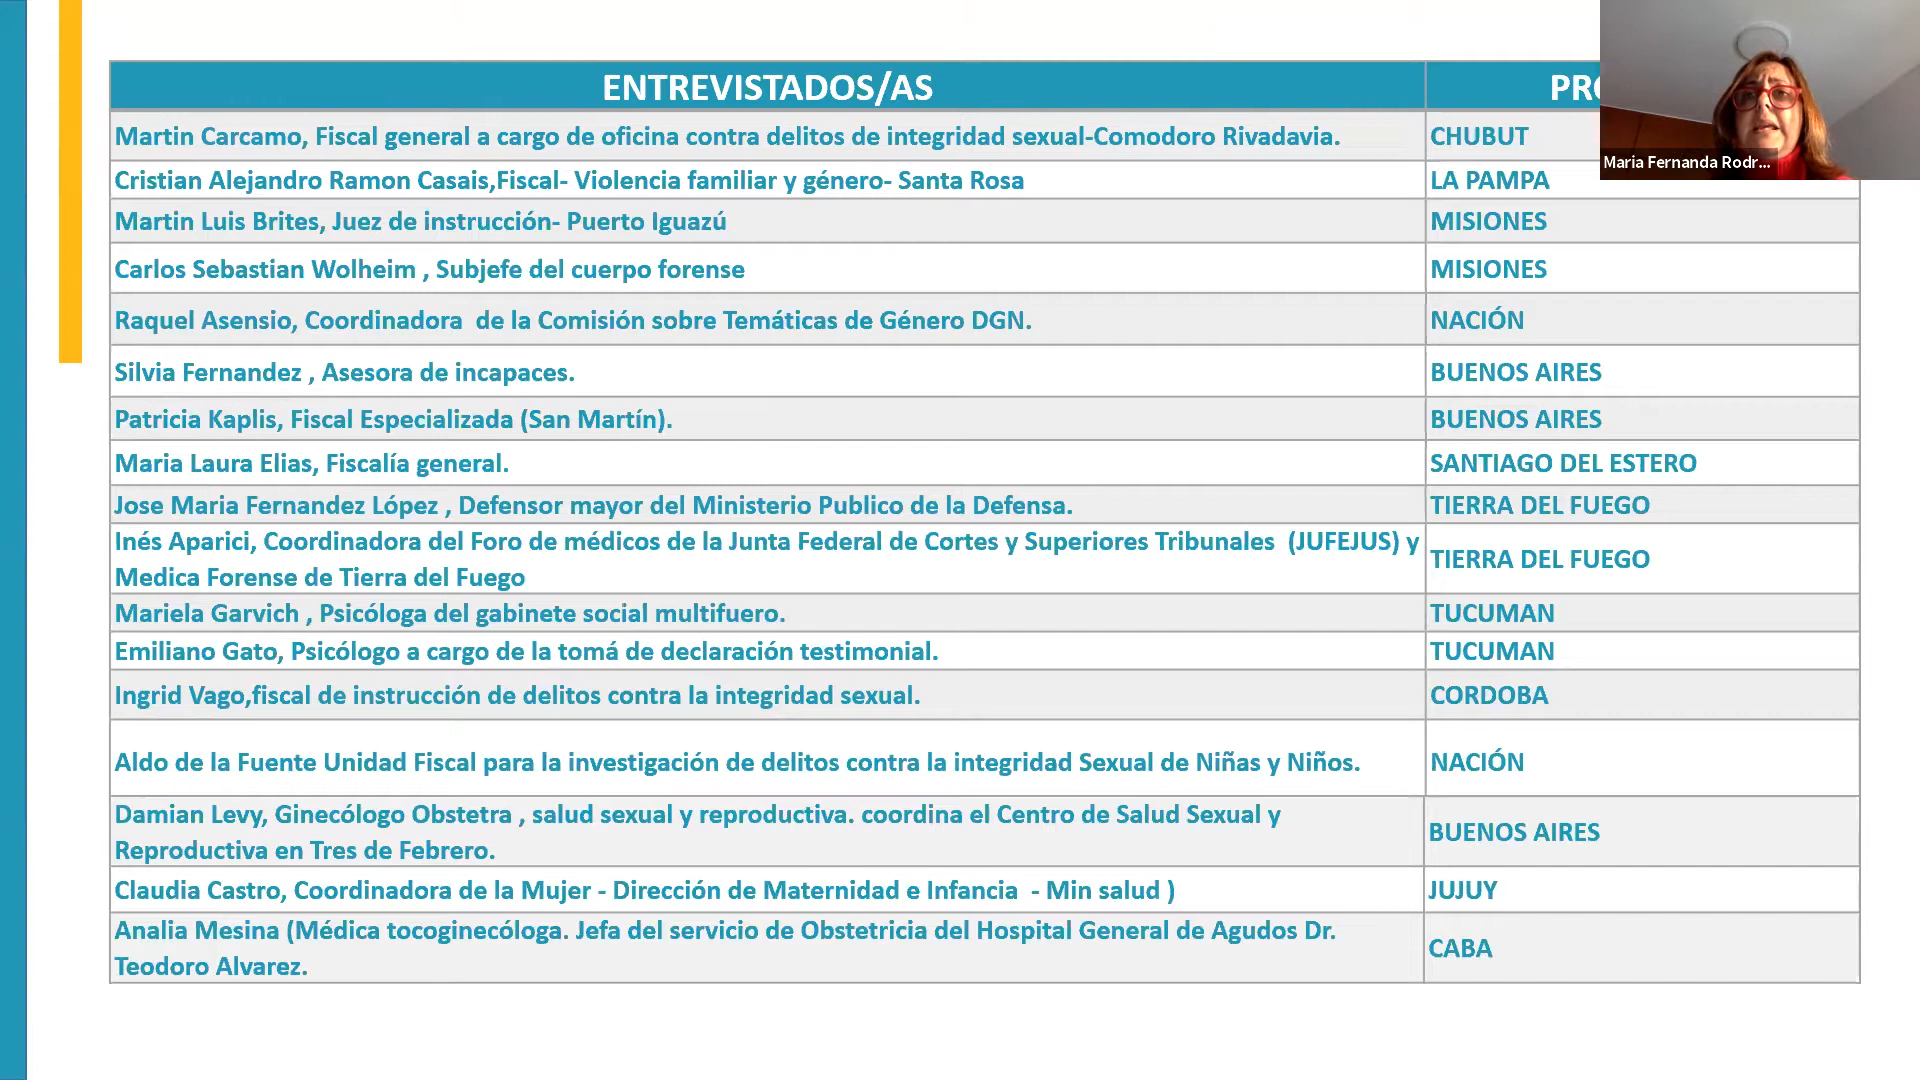 ENTREVISTADOS/AS
Maria Fernanda Rodr...
Martin Carcamo, Fiscal general a cargo de oficina contra delitos de integridad sexual-Comodoro Rivadavia. CHUBUT
Cristian Alejandro Ramon Casais,Fiscal- Violencia familiar y género- Santa Rosa LA PAMPA
Martin Luis Brites, Juez de instrucción- Puerto Iguazú MISIONES
Carlos Sebastian Wolheim , Subjefe del cuerpo forense MISIONES
Raquel Asensio, Coordinadora  de la Comisión sobre Temáticas de Género DGN. NACIÓN
Silvia Fernandez , Asesora de incapaces. BUENOS AIRES
Patricia Kaplis, Fiscal Especializada (San Martín). BUENOS AIRES
Maria Laura Elias, Fiscalía general. SANTIAGO DEL ESTERO
Jose Maria Fernandez López , Defensor mayor del Ministerio Publico de la Defensa. TIERRA DEL FUEGO
Inés Aparici, Coordinadora del Foro de médicos de la Junta Federal de Cortes y Superiores Tribunales  (JUFEJUS) y
Medica Forense de Tierra del Fuego
TIERRA DEL FUEGO
Mariela Garvich , Psicóloga del gabinete social multifuero. TUCUMAN
Emiliano Gato, Psicólogo a cargo de la tomá de declaración testimonial. TUCUMAN
Ingrid Vago,fiscal de instrucción de delitos contra la integridad sexual. CORDOBA
Aldo de la Fuente Unidad Fiscal para la investigación de delitos contra la integridad Sexual de Niñas y Niños. NACIÓN
Damian Levy, Ginecólogo Obstetra , salud sexual y reproductiva. coordina el Centro de Salud Sexual y
Reproductiva en Tres de Febrero.
BUENOS AIRES
Claudia Castro, Coordinadora de la Mujer - Dirección de Maternidad e Infancia  - Min salud ) JUJUY
Analia Mesina (Médica tocoginecóloga. Jefa del servicio de Obstetricia del Hospital General de Agudos Dr.
Teodoro Alvarez.
CABA